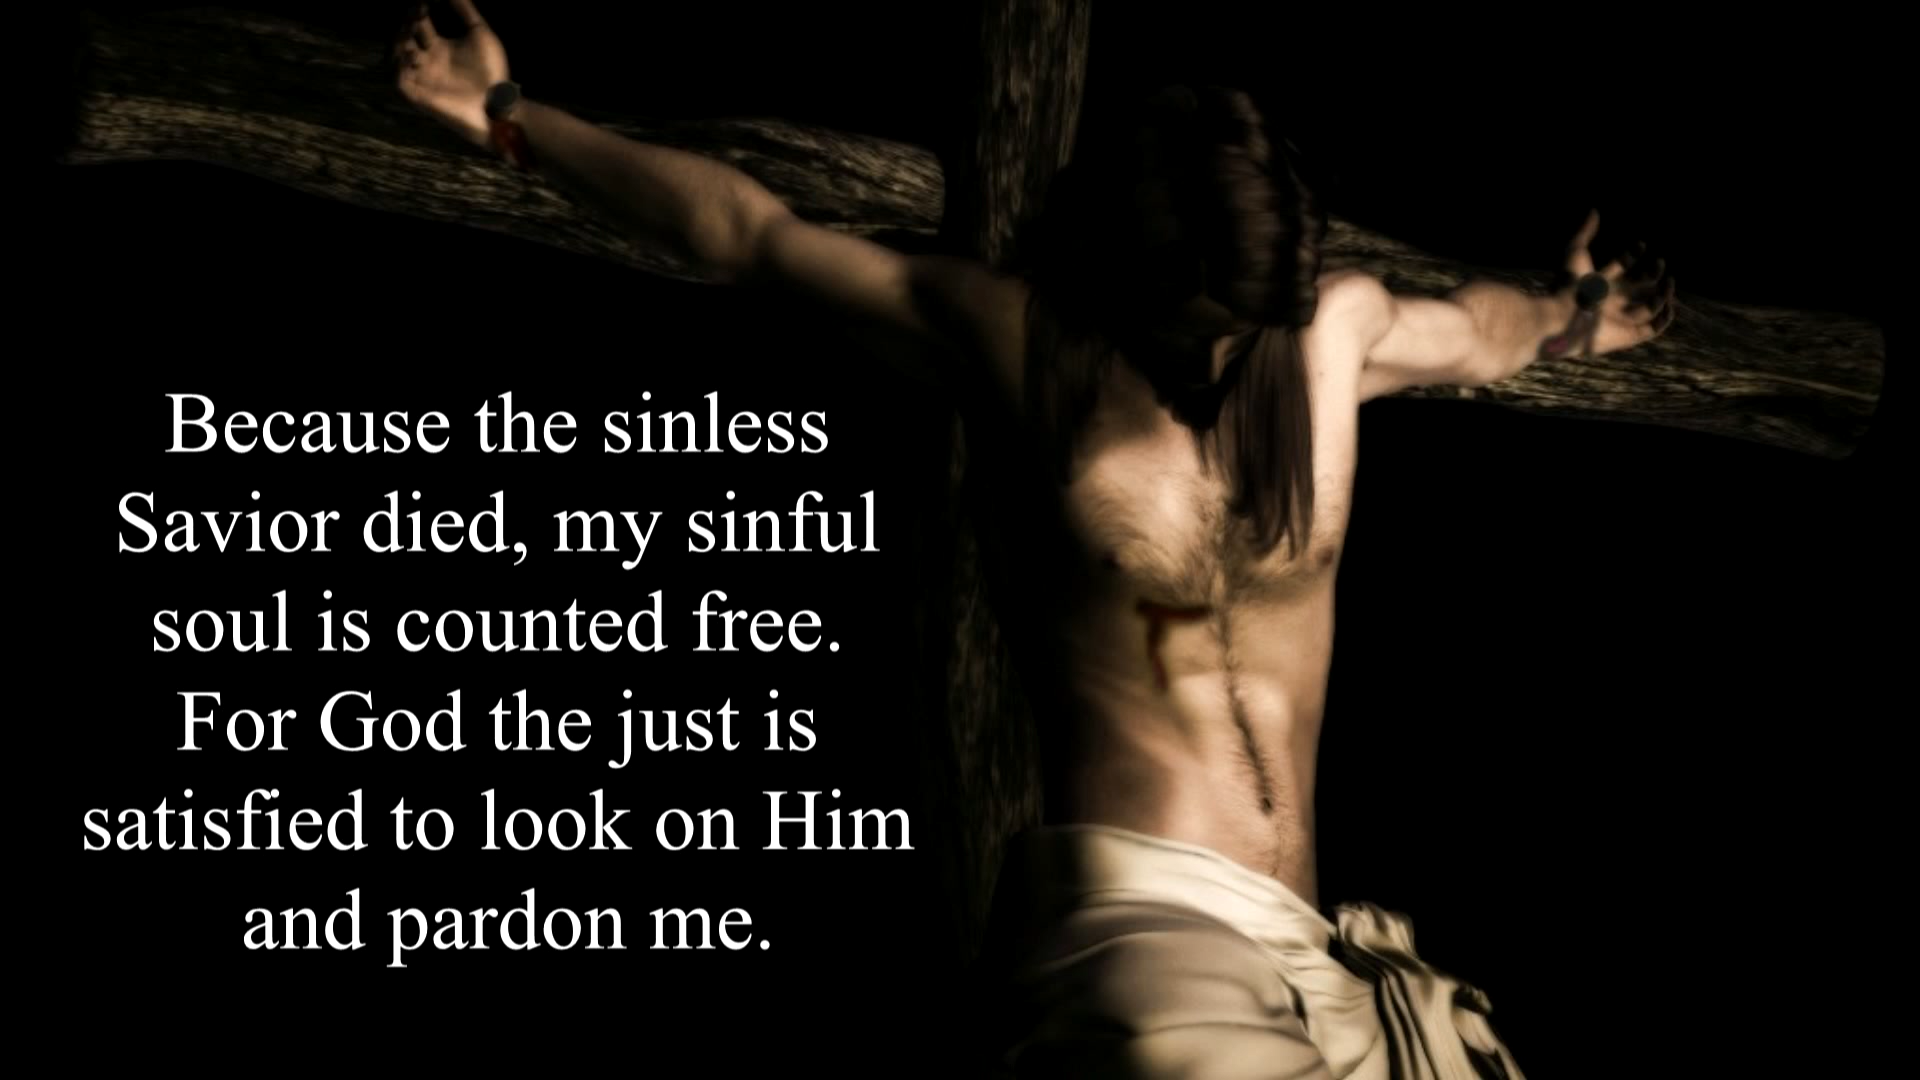 Because the sinless
Savior died, my sinful
soul is counted free.
For God the just is
satisfied to look on Him
and pardon me.